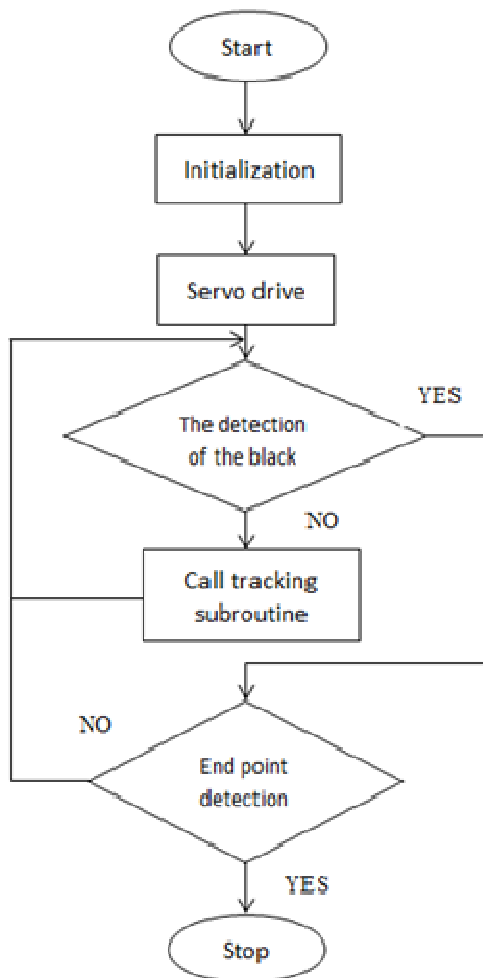 Start
Initialization
Servo drive
YES
The detection
of the black
NO
Call tracking
subroutine
NO
End point
detection
YES
Stop